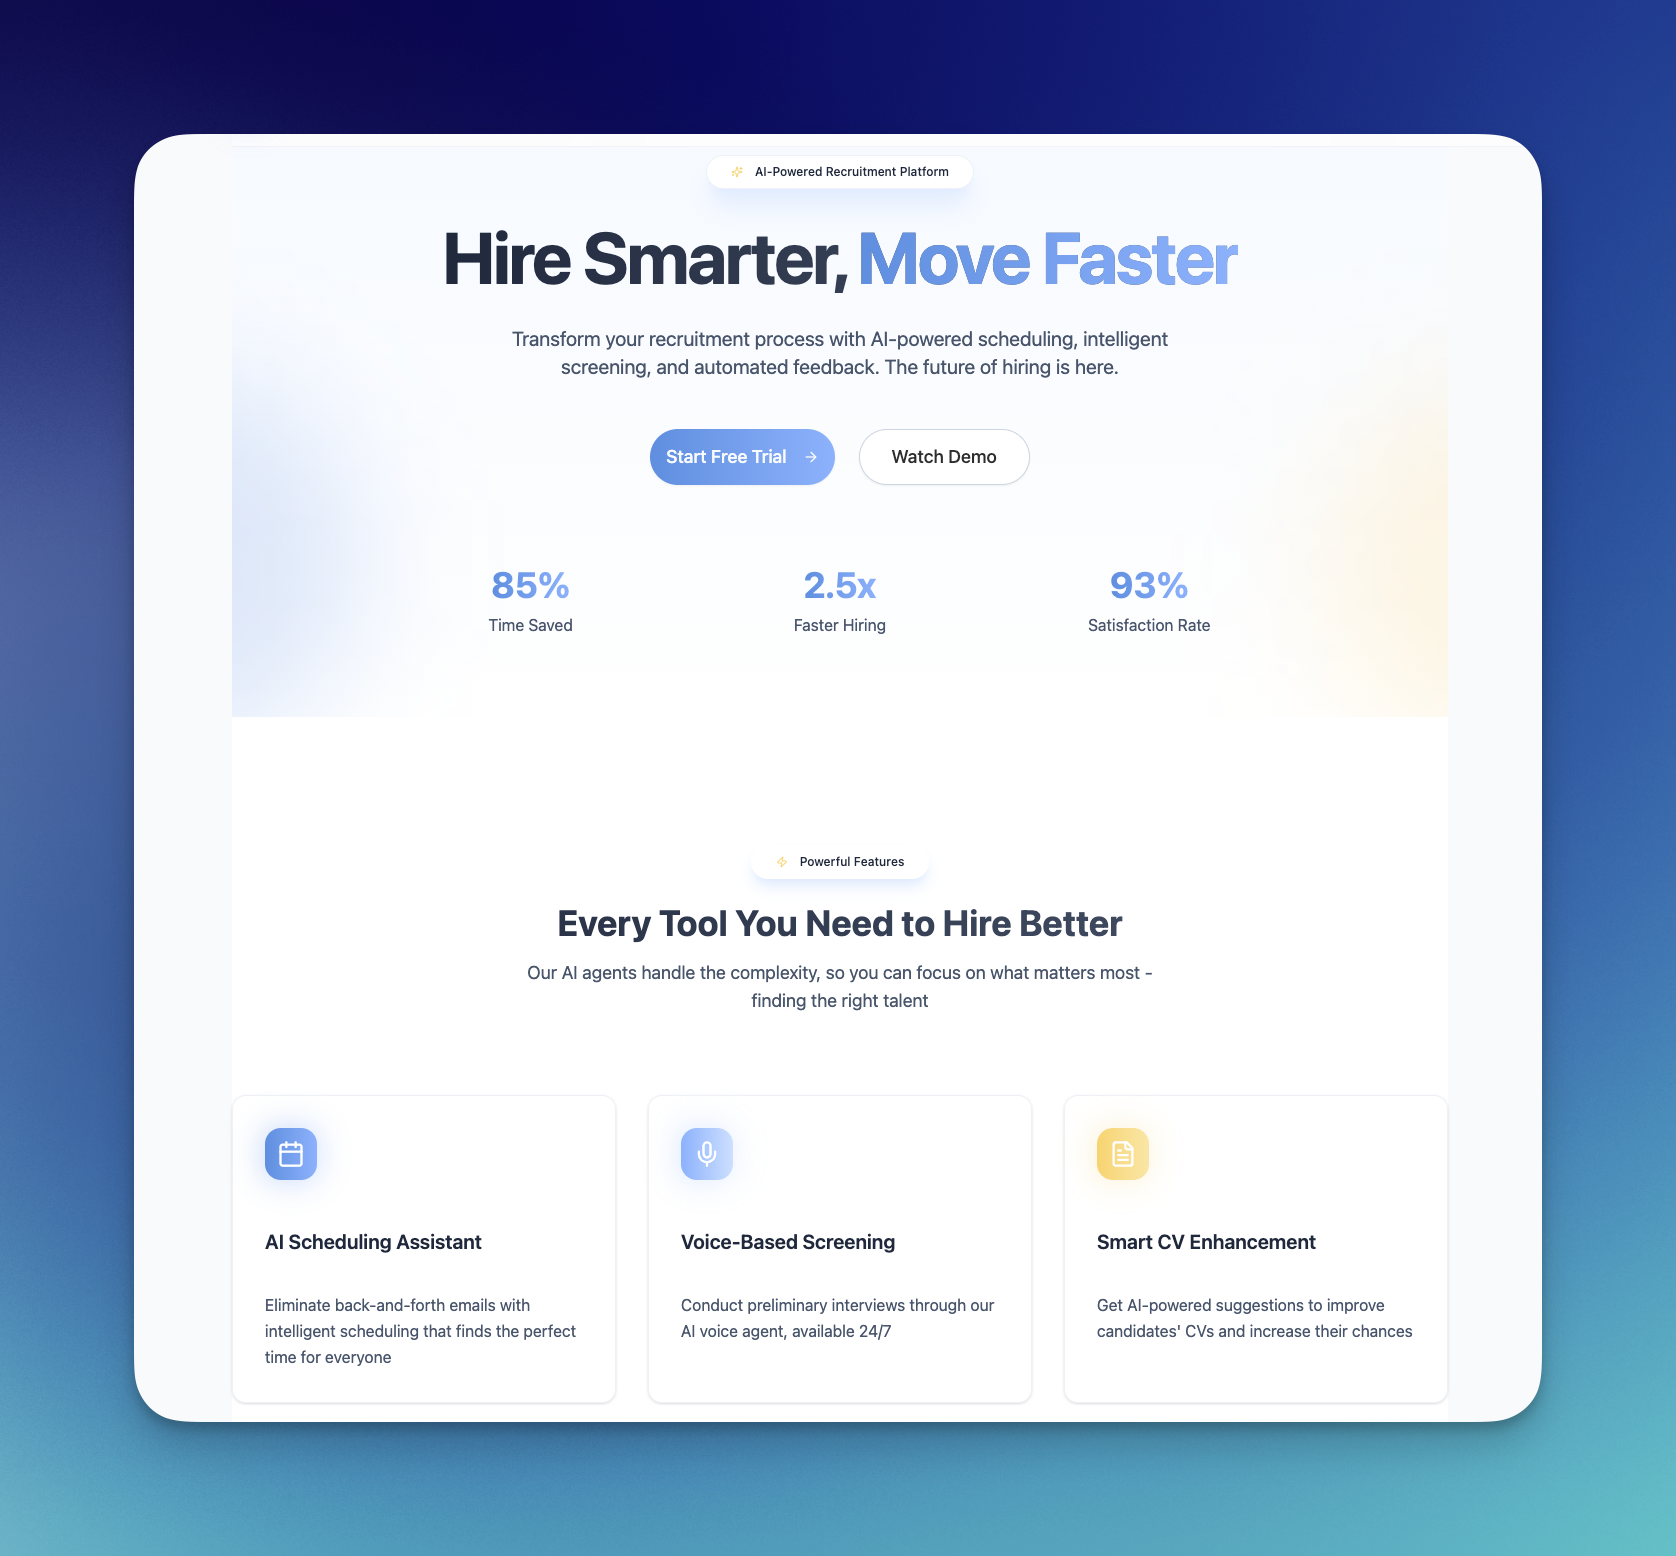 AI-Powered Recruitment Platform
Hire Smarter, Move Faster
Transform your recruitment process with AI-powered scheduling, intelligent
screening, and automated feedback. The future of hiring is here.
Start Free Trial
Watch Demo
85%
Time Saved
2.5x
Faster Hiring
93%
Satisfaction Rate
Powerful Features
Every Tool You Need to Hire Better
Our AI agents handle the complexity, so you can focus on what matters most -
finding the right talent
AI Scheduling Assistant
Eliminate back-and-forth emails with
intelligent scheduling that finds the perfect
time for everyone
Voice-Based Screening
Conduct preliminary interviews through our
AI voice agent, available 24/7
Smart CV Enhancement
Get AI-powered suggestions to improve
candidates' CVs and increase their chances